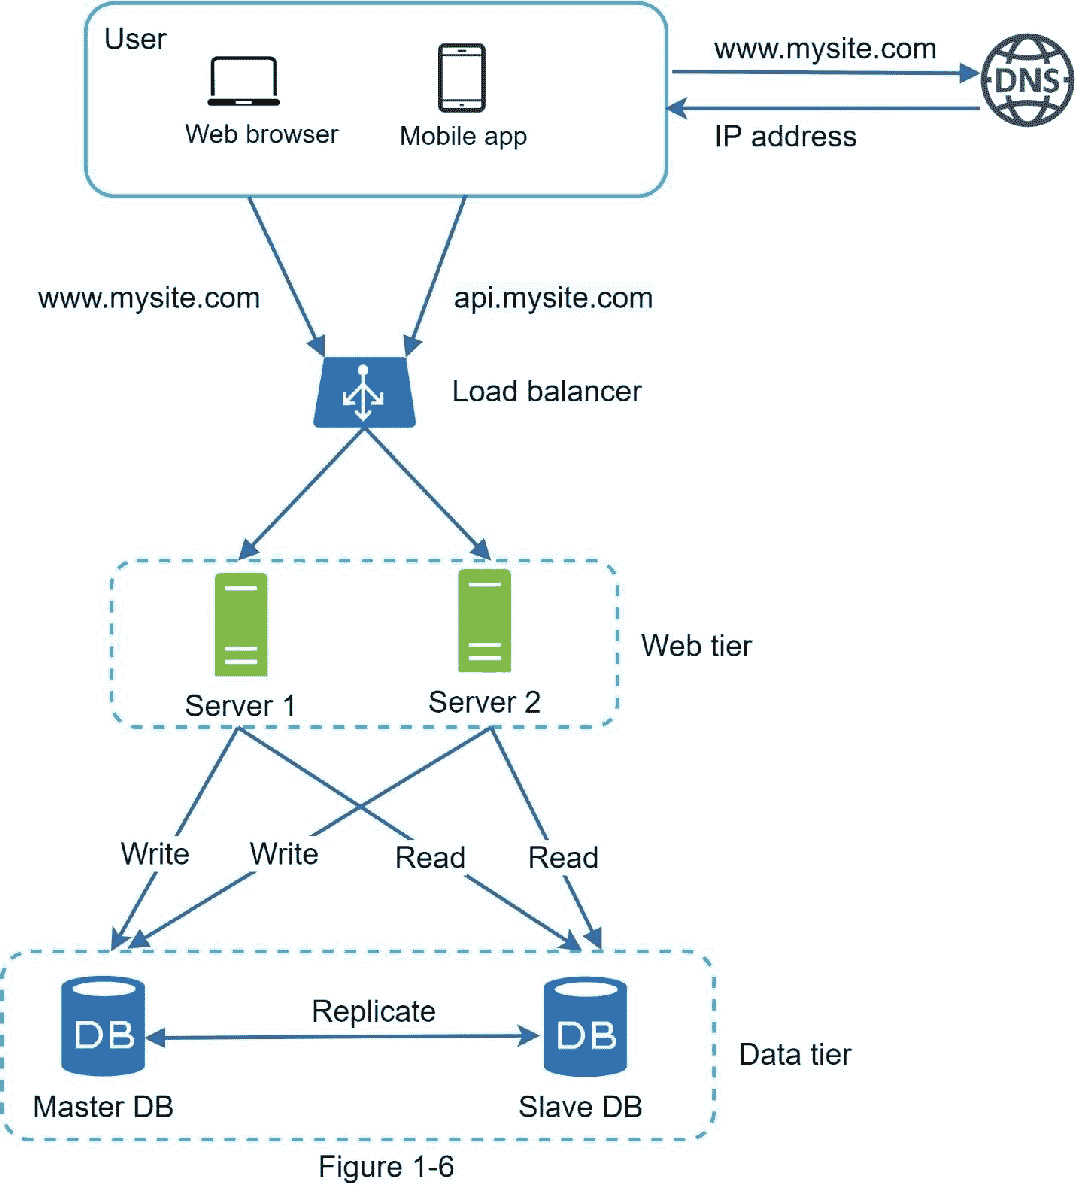 User
Web browser
Mobile app
www.mysite.com
DNS
IP address
www.mysite.com
api.mysite.com
Load balancer
Server 1
Server 2
Web tier
Write
Write
Read
Read
Replicate
DB
DB
Master DB
Slave DB
Data tier
Figure 1-6